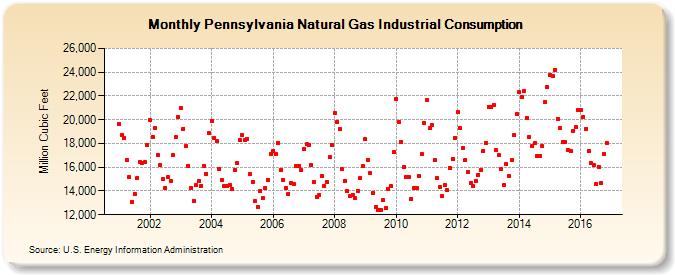 Monthly Pennsylvania Natural Gas Industrial Consumption
Million Cubic Feet
26,000
24,000
22,000
20,000
18,000
16,000
14,000
12,000
2002 2004 2006 2008 2010 2012 2014 2016
Source: U.S. Energy Information Administration